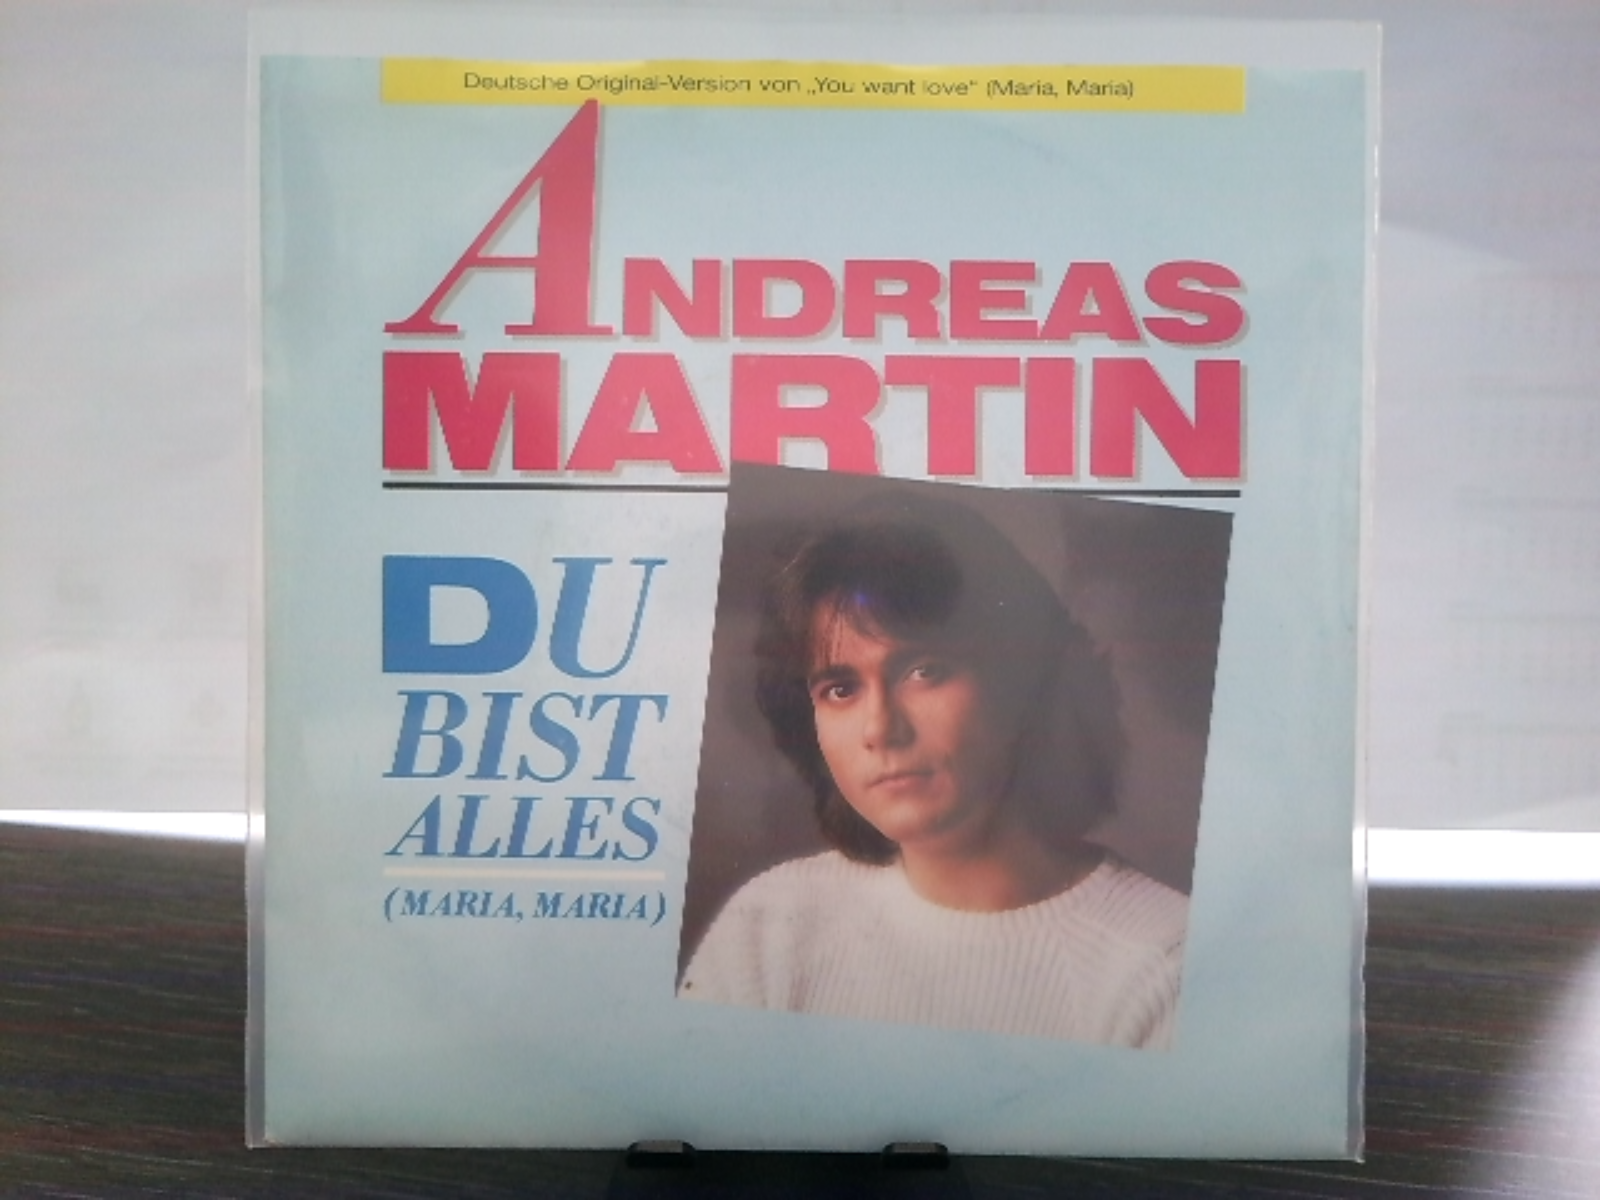 Deutsche Original-Version von „You want love“ (Maria, Maria)
ANDREAS
MARTIN
DU
BIST
ALLES
(MARIA, MARIA)